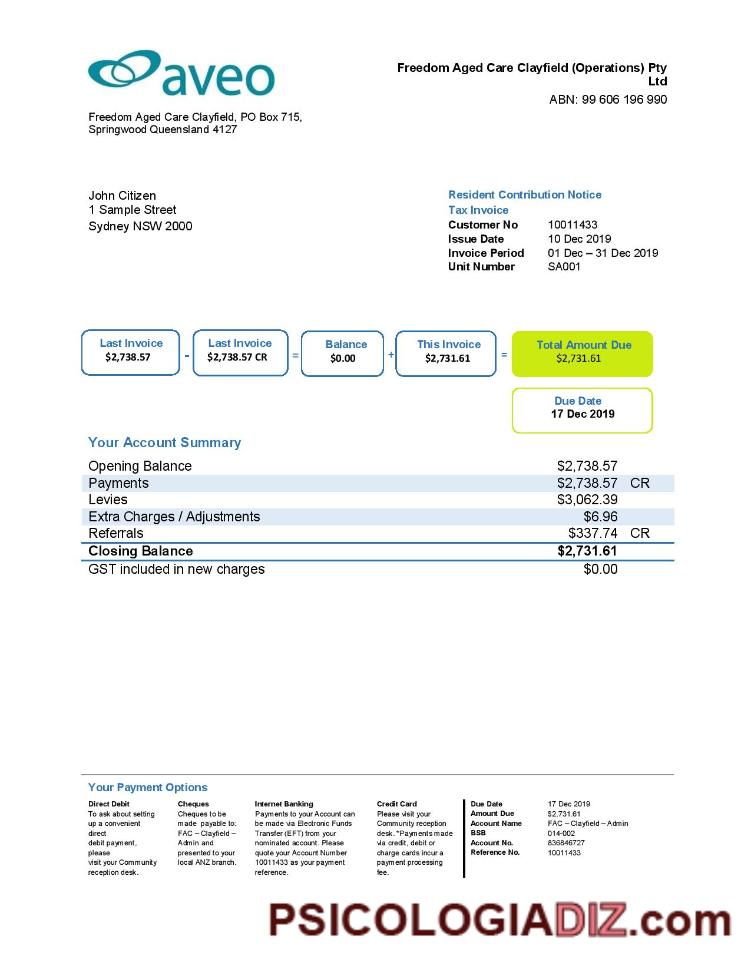 aveo
Freedom Aged Care Clayfield (Operations) Pty
Ltd
ABN: 99 606 196 990
Freedom Aged Care Clayfield, PO Box 715,
Springwood Queensland 4127
John Citizen
1 Sample Street
Sydney NSW 2000
Resident Contribution Notice
Tax Invoice
Customer No 10011433
Issue Date 10 Dec 2019
Invoice Period 01 Dec – 31 Dec 2019
Unit Number SA001
Last Invoice
$2,738.57
-
Last Invoice
$2,738.57 CR
=
Balance
$0.00
+
This Invoice
$2,731.61
=
Total Amount Due
$2,731.61
Due Date
17 Dec 2019
Your Account Summary
Opening Balance $2,738.57
Payments $2,738.57 CR
Levies $3,062.39
Extra Charges / Adjustments $6.96
Referrals $337.74 CR
Closing Balance $2,731.61
GST included in new charges $0.00
Your Payment Options
Direct Debit
To ask about setting
up a convenient
direct
debit payment,
please
visit your Community
reception desk.
Cheques
Cheques to be
made payable to:
FAC – Clayfield –
Admin and
presented to your
local ANZ branch.
Internet Banking
Payments to your Account can
be made via Electronic Funds
Transfer (EFT) from your
nominated account. Please
quote your Account Number
10011433 as your payment
reference.
Credit Card
Please visit your
Community reception
desk. *Payments made
via credit, debit or
charge cards incur a
payment processing
fee.
Due Date 17 Dec 2019
Amount Due $2,731.61
Account Name FAC – Clayfield – Admin
BSB 014-002
Account No. 836846727
Reference No. 10011433
PSICOLOGIADIZ.com